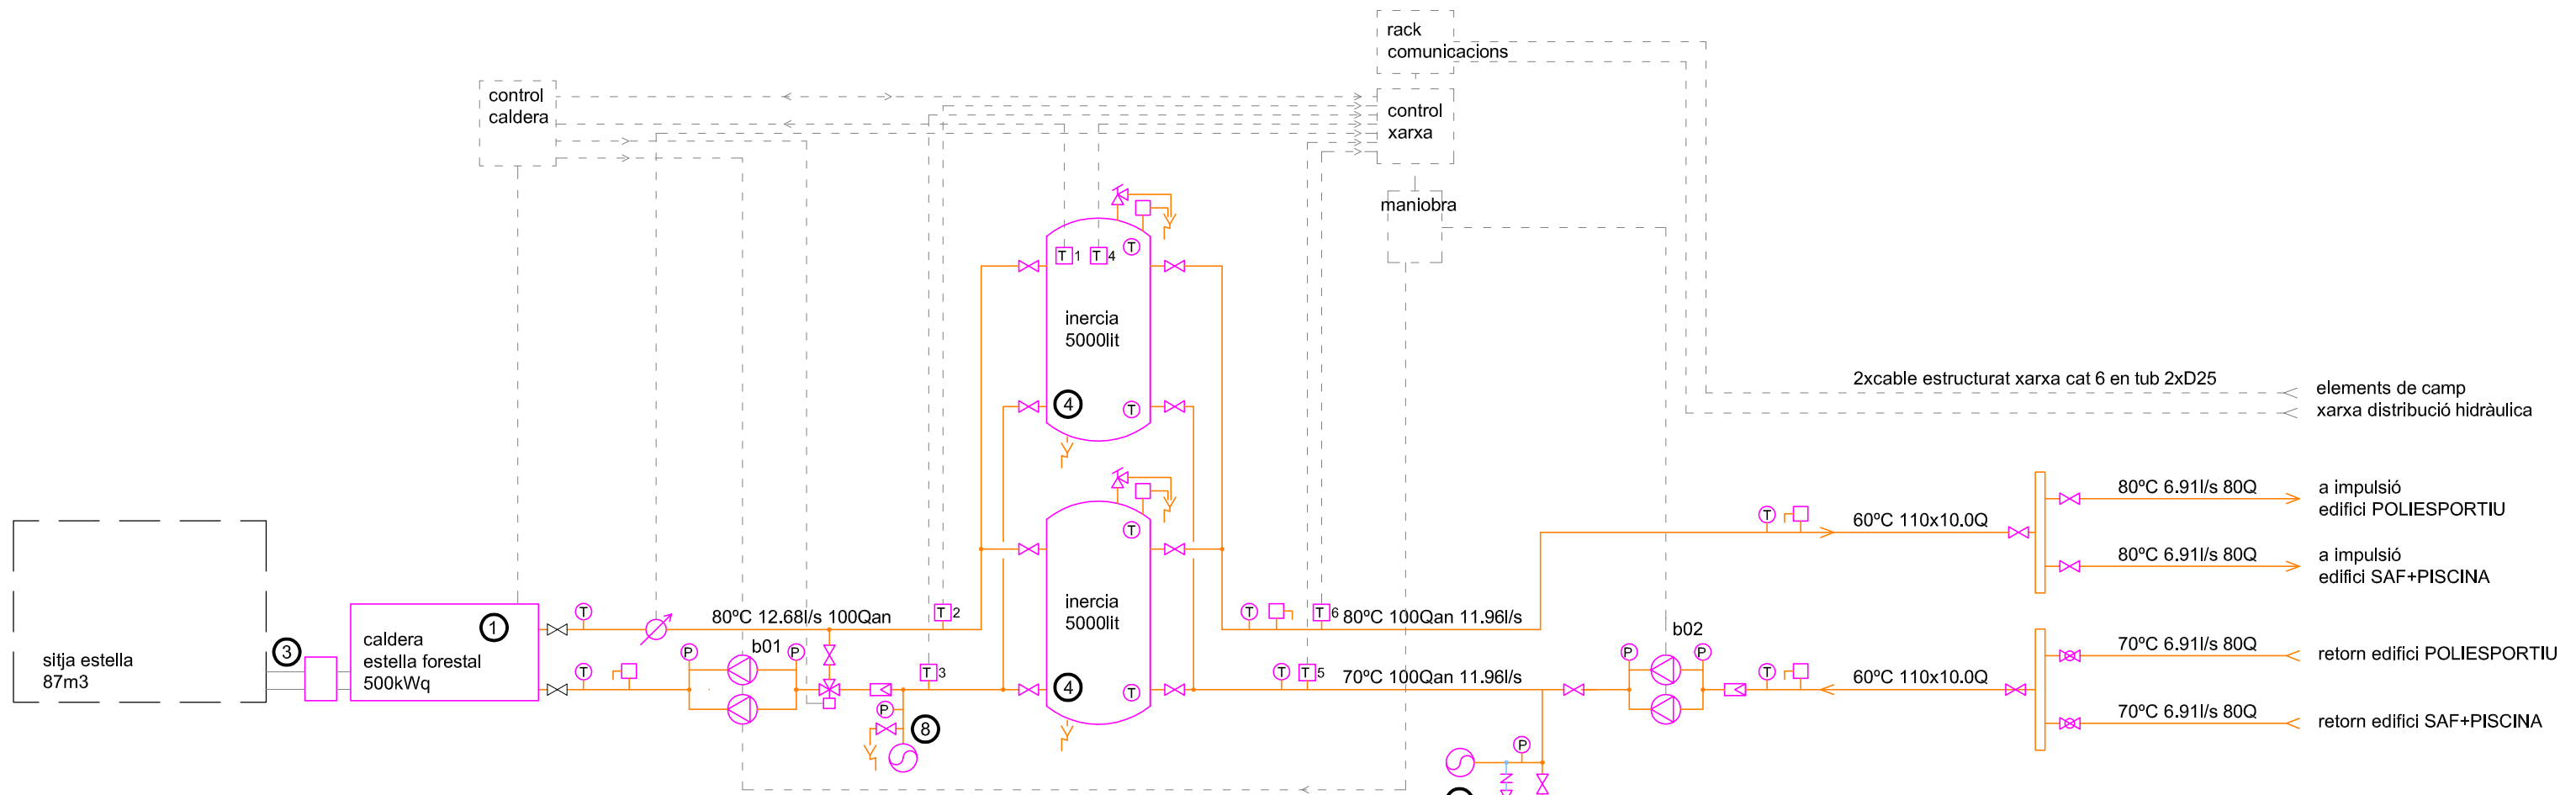 rack
comunicacions
control
caldera
control
xarxa
maniobra
T 1
T 4
T
inercia
5000lit
4
T
2xcable estructurat xarxa cat 6 en tub 2xD25
elements de camp
xarxa distribució hidràulica
T
inercia
5000lit
4
T
sitja estella
87m3
3
1
caldera
estella forestal
500kWq
T
80ºC 12.68l/s 100Qan
T 2
T
P
b01
P
T 3
P
8
T
T 6
80ºC 100Qan 11.96l/s
T
T 5
70ºC 100Qan 11.96l/s
P
b02
P
T
60ºC 110x10.0Q
T
60ºC 110x10.0Q
P
80ºC 6.91l/s 80Q
a impulsió
edifici POLIESPORTIU
80ºC 6.91l/s 80Q
a impulsió
edifici SAF+PISCINA
70ºC 6.91l/s 80Q
retorn edifici POLIESPORTIU
70ºC 6.91l/s 80Q
retorn edifici SAF+PISCINA